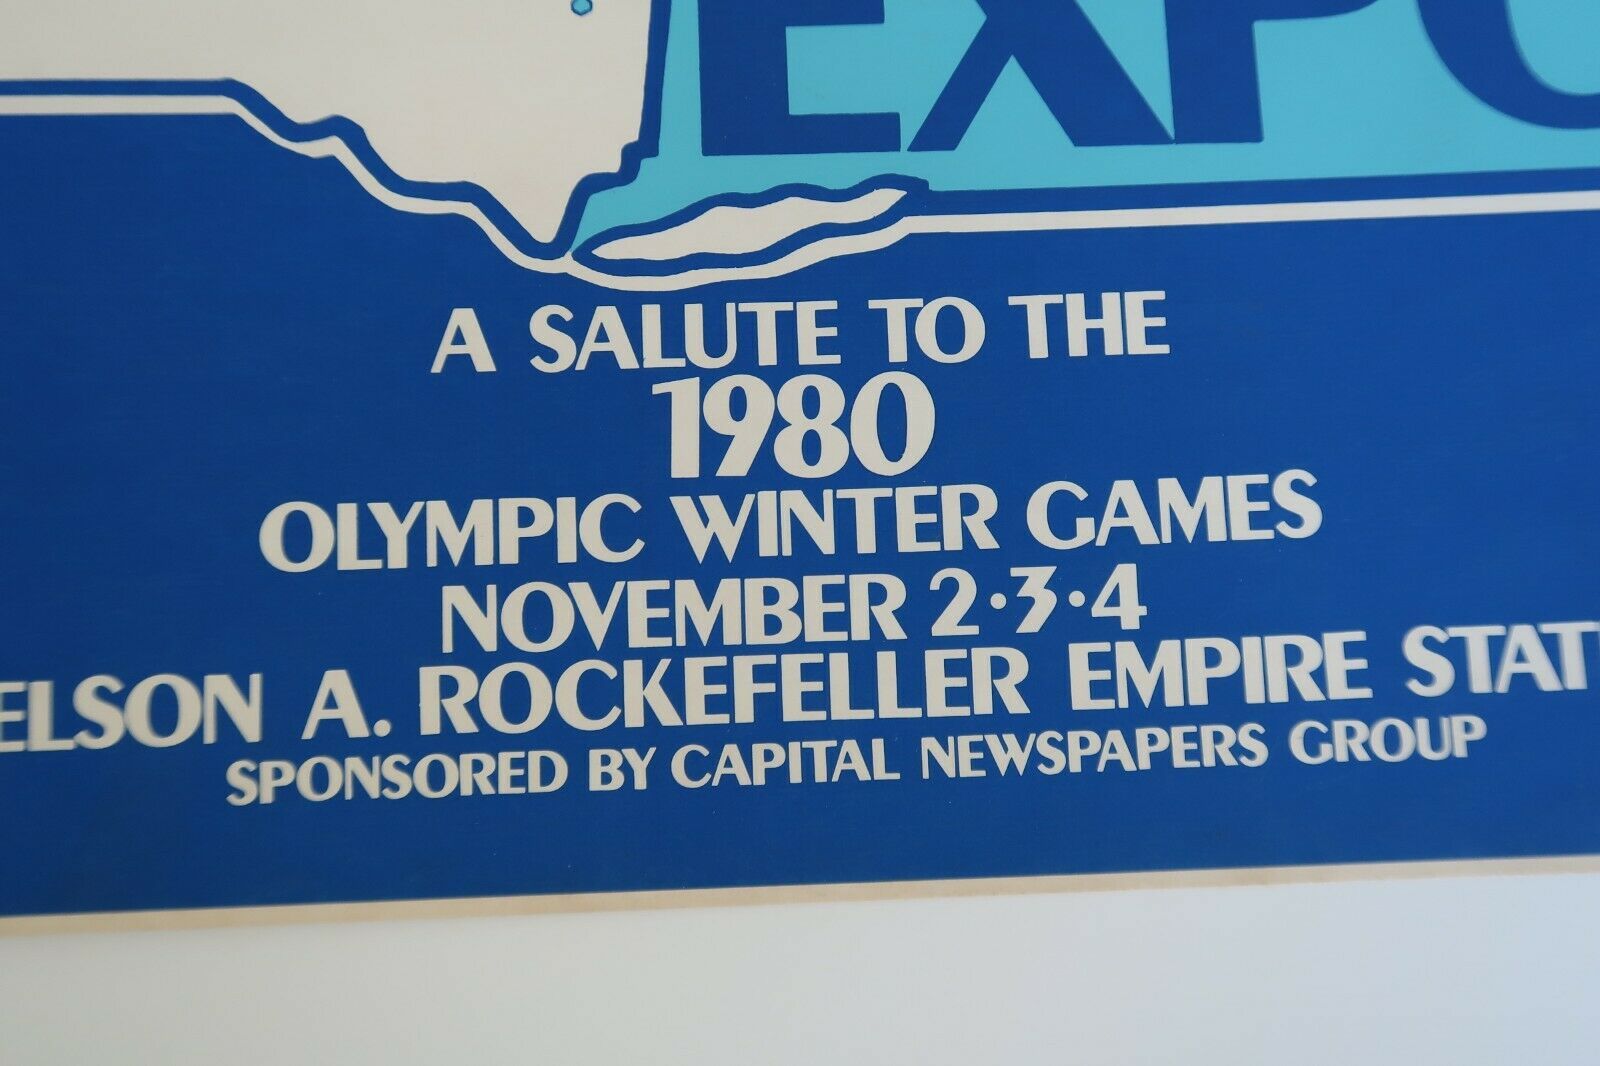 EXPO
A SALUTE TO THE
1980
OLYMPIC WINTER GAMES
NOVEMBER 2·3·4
ELSON A. ROCKEFELLER EMPIRE STAT
SPONSORED BY CAPITAL NEWSPAPERS GROUP